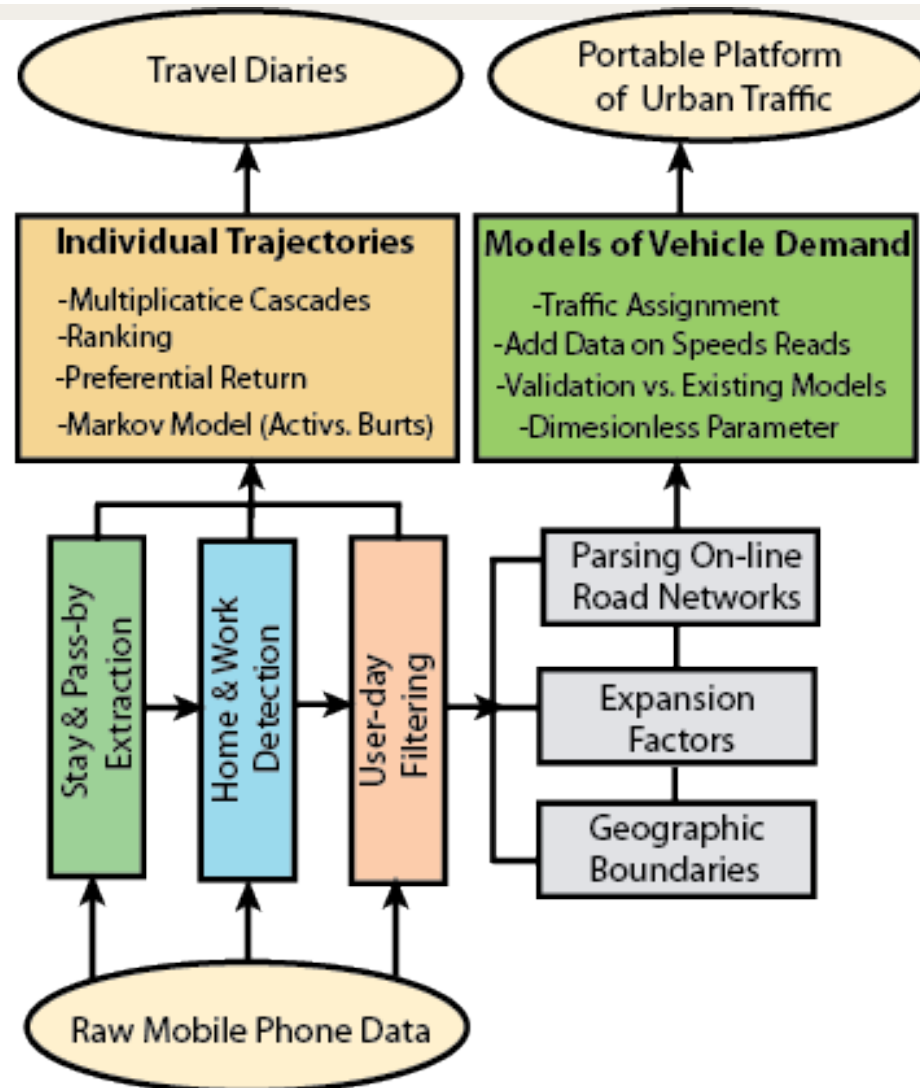 Travel Diaries
Portable Platform
of Urban Traffic
Individual Trajectories
-Multiplicatice Cascades
-Ranking
-Preferential Return
-Markov Model (Activs. Burts)
Models of Vehicle Demand
-Traffic Assignment
-Add Data on Speeds Reads
-Validation vs. Existing Models
-Dimesionless Parameter
Stay & Pass-by
Extraction
Home & Work
Detection
User-day
Filtering
Parsing On-line
Road Networks
Expansion
Factors
Geographic
Boundaries
Raw Mobile Phone Data